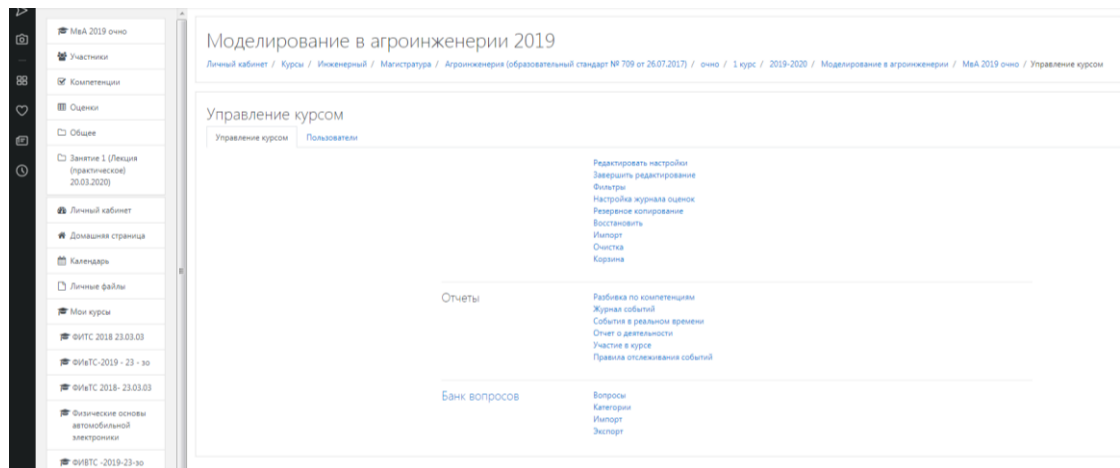 МвА 2019 очно
Участники
Компетенции
Оценки
Общее
Занятие 1 (Лекция
(практическое)
20.03.2020)
Личный кабинет
Домашняя страница
Календарь
Личные файлы
Мои курсы
ФИТС 2018 23.03.03
ФИвТС-2019 - 23 - зо
ФИвТС 2018- 23.03.03
Физические основы
автомобильной
электроники
ФИВТС -2019-23-зо
Моделирование в агроинженерии 2019
Личный кабинет / Курсы / Инженерный / Магистратура / Агроинженерия (образовательный стандарт № 709 от 26.07.2017) / очно / 1 курс / 2019-2020 / Моделирование в агроинженерии / МвА 2019 очно / Управление курсом
Управление курсом
Управление курсом Пользователи
Редактировать настройки
Завершить редактирование
Фильтры
Настройка журнала оценок
Резервное копирование
Восстановить
Импорт
Очистка
Корзина
Отчеты
Разбивка по компетенциям
Журнал событий
События в реальном времени
Отчет о деятельности
Участие в курсе
Правила отслеживания событий
Банк вопросов
Вопросы
Категории
Импорт
Экспорт